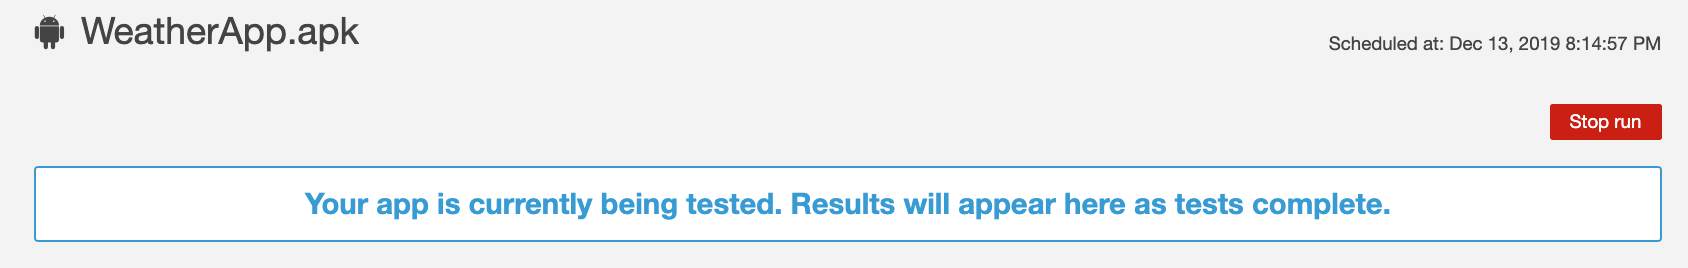 WeatherApp.apk
Scheduled at: Dec 13, 2019 8:14:57 PM
Stop run
Your app is currently being tested. Results will appear here as tests complete.